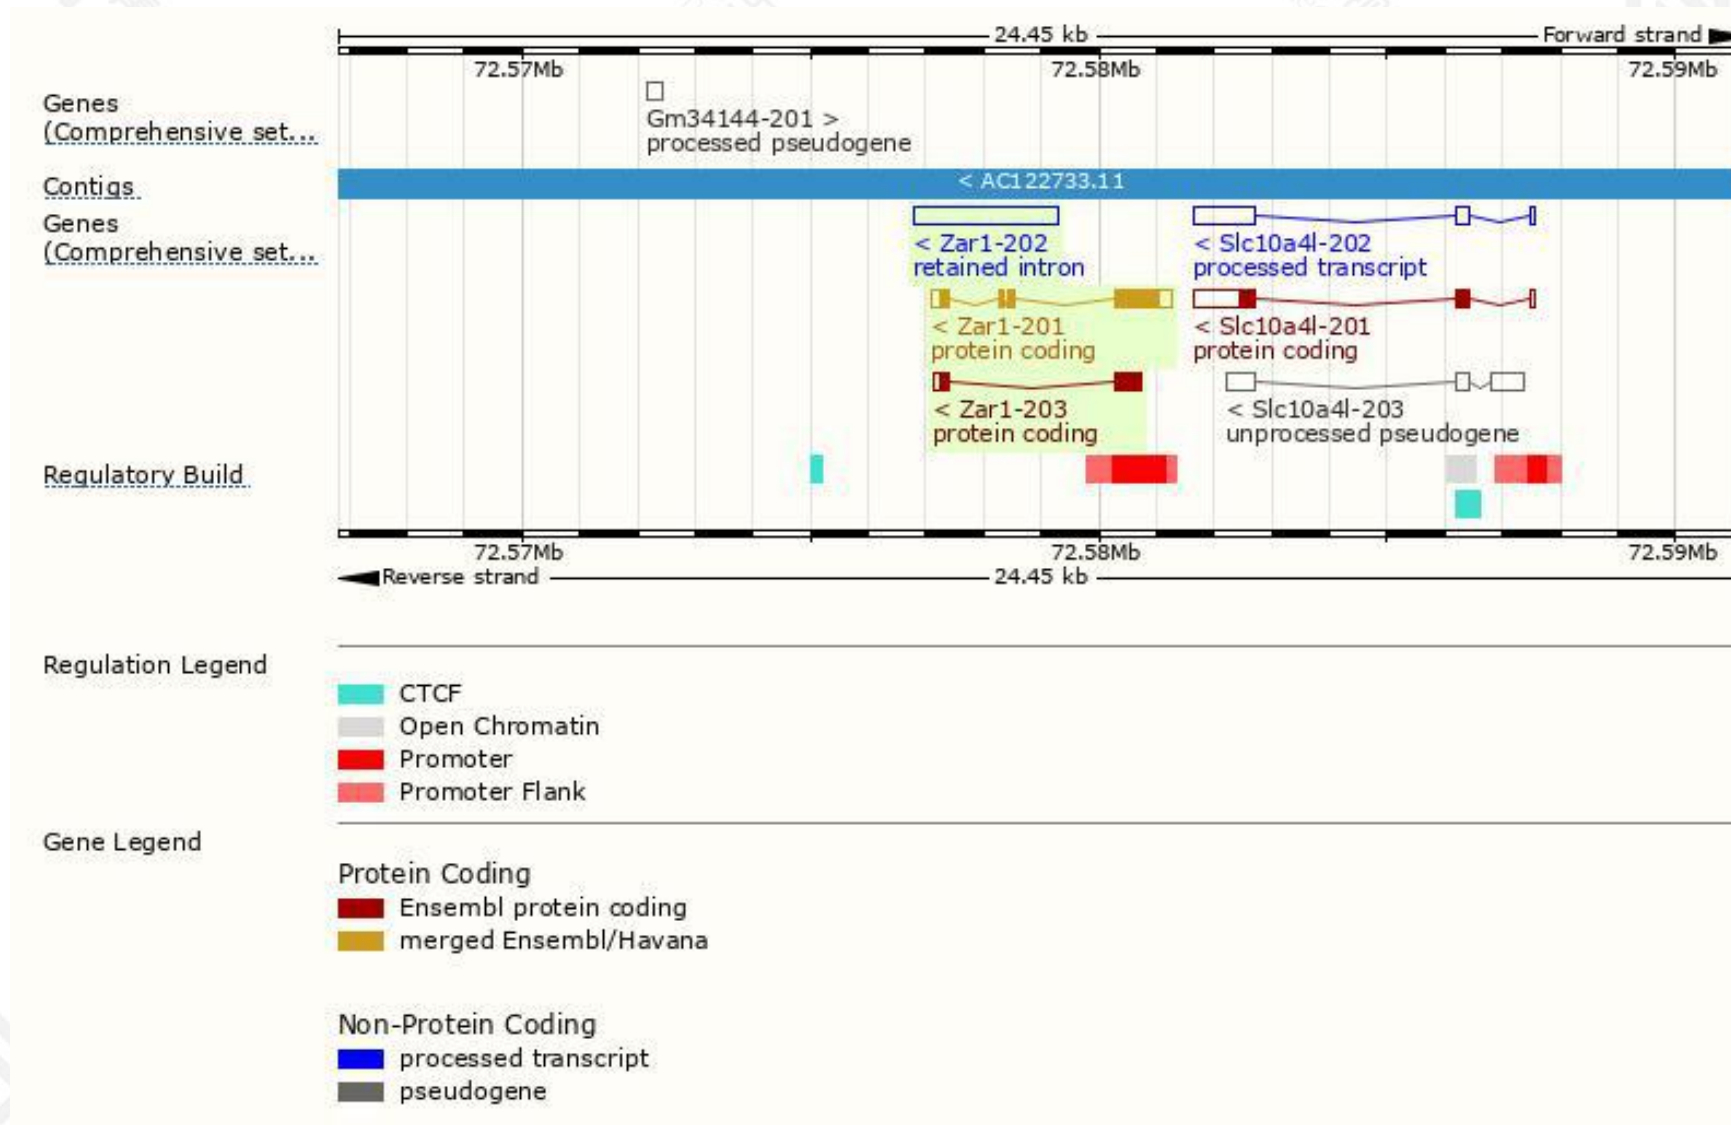 24.45 kb
Forward strand
72.57Mb 72.58Mb 72.59Mb
Genes
(Comprehensive set...
Gm34144-201 >
processed pseudogene
Contigs
< AC122733.11
Genes
(Comprehensive set...
< Zar1-202
retained intron
< Slc10a4l-202
processed transcript
< Zar1-201
protein coding
< Slc10a4l-201
protein coding
< Zar1-203
protein coding
< Slc10a4l-203
unprocessed pseudogene
Regulatory Build
72.57Mb 72.58Mb 72.59Mb
Reverse strand
24.45 kb
Regulation Legend
CTCF
Open Chromatin
Promoter
Promoter Flank
Gene Legend
Protein Coding
Ensembl protein coding
merged Ensembl/Havana
Non-Protein Coding
processed transcript
pseudogene